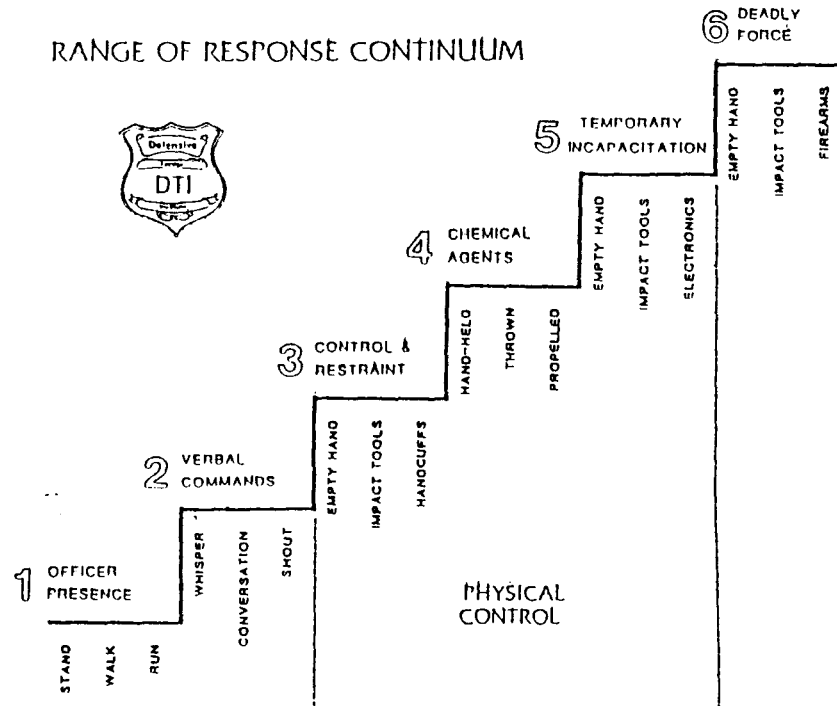 RANGE OF RESPONSE CONTINUUM
Defensive
DTI
1 OFFICER
PRESENCE
STAND
WALK
RUN
2 VERBAL
COMMANDS
WHISPER
CONVERSATION
SHOUT
3 CONTROL &
RESTRAINT
EMPTY HAND
IMPACT TOOLS
HANDCUFFS
4 CHEMICAL
AGENTS
HAND-HELD
THROWN
PROPELLED
5 TEMPORARY
INCAPACITATION
EMPTY HAND
IMPACT TOOLS
ELECTRONICS
6 DEADLY
FORCE
EMPTY HAND
IMPACT TOOLS
FIREARMS
PHYSICAL
CONTROL